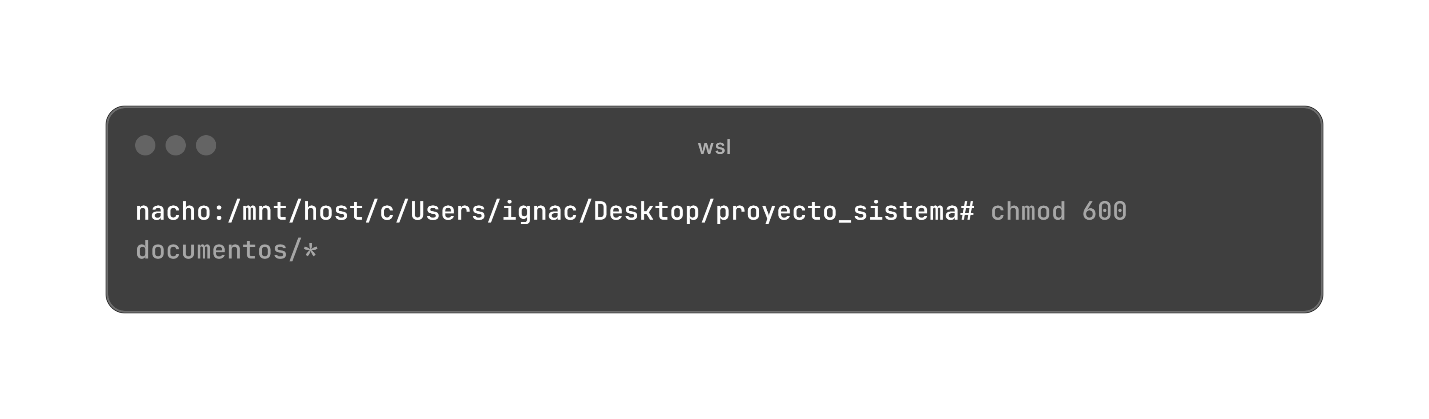 wsl
nacho:/mnt/host/c/Users/ignac/Desktop/proyecto_sistema# chmod 600
documentos/*